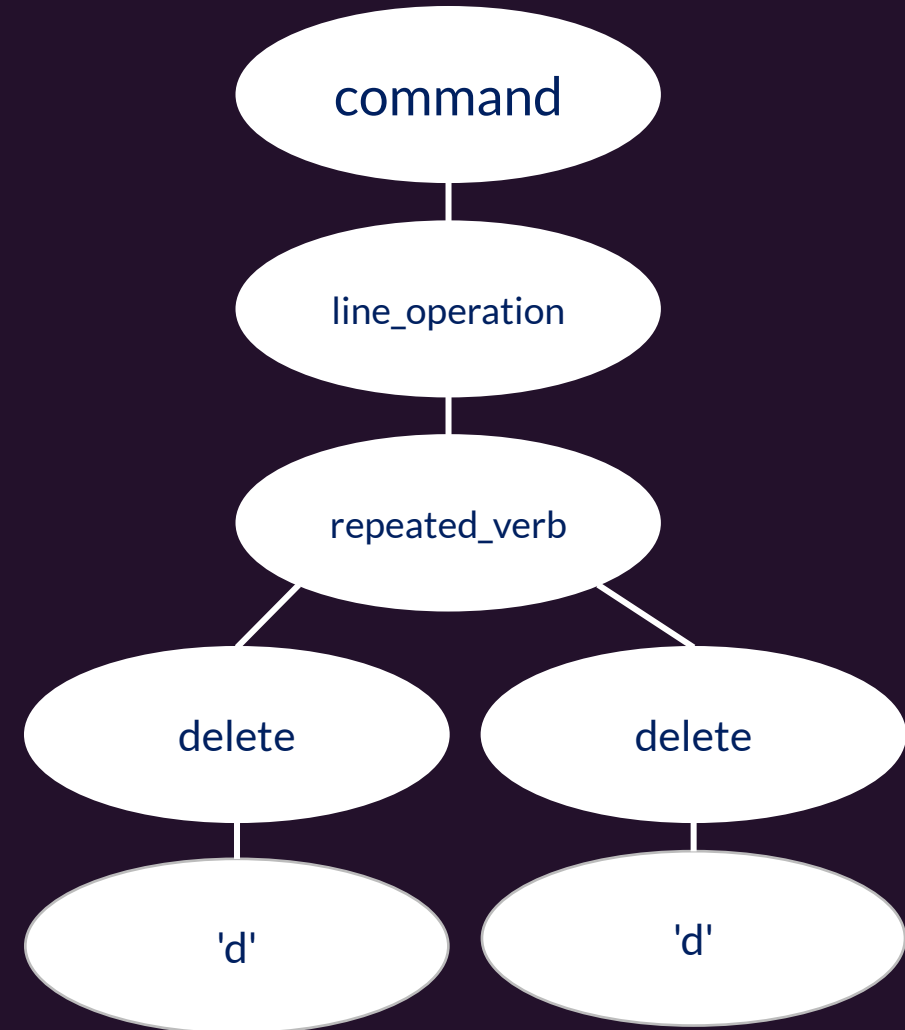 command
line_operation
repeated_verb
delete
delete
'd'
'd'